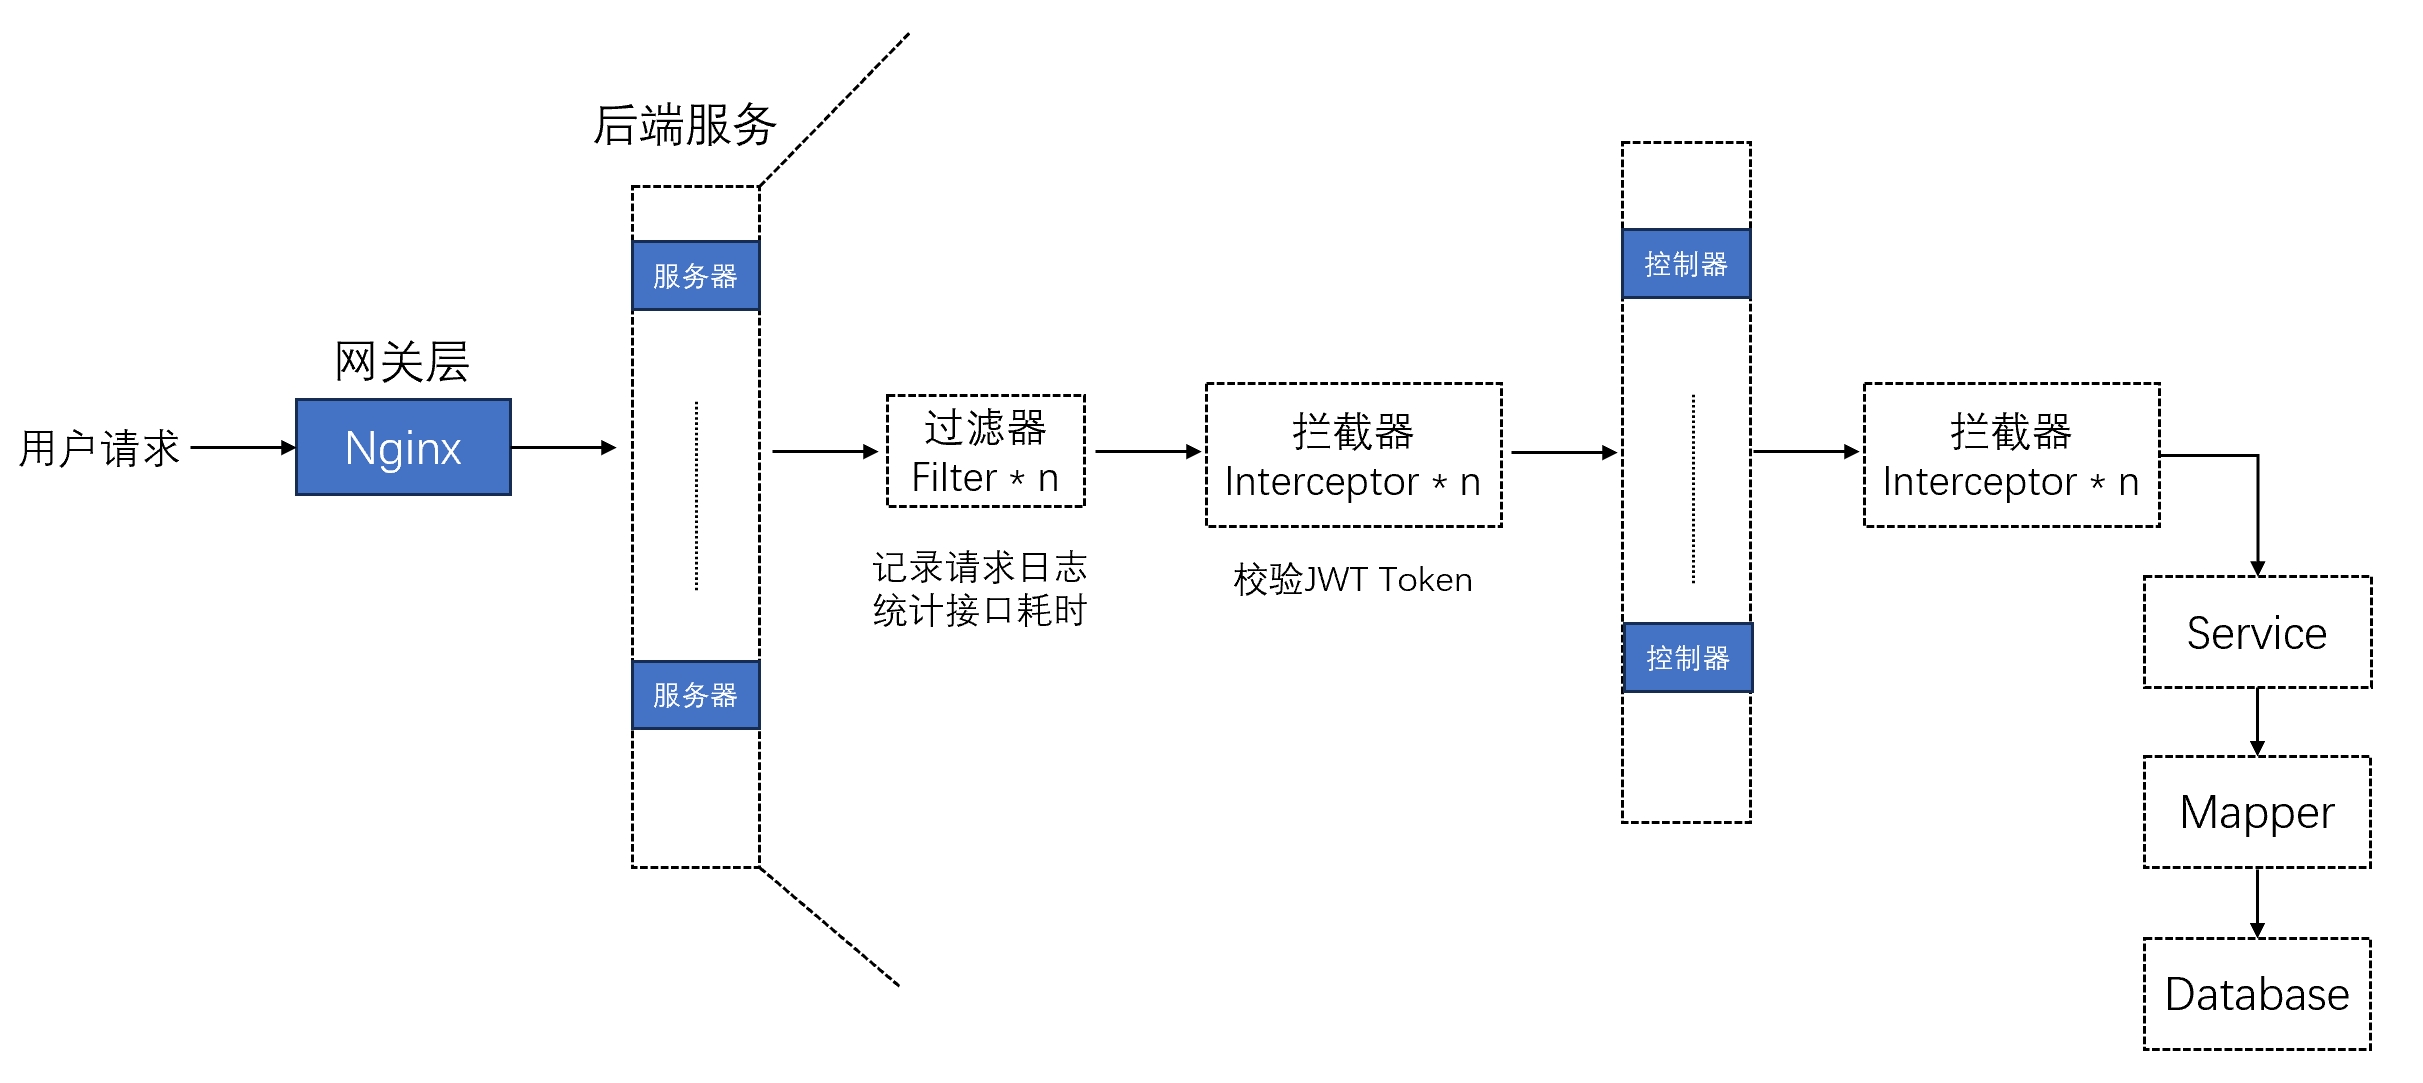 用户请求
网关层
Nginx
后端服务
服务器
服务器
过滤器
Filter * n
记录请求日志
统计接口耗时
拦截器
Interceptor * n
校验JWT Token
控制器
控制器
拦截器
Interceptor * n
Service
Mapper
Database